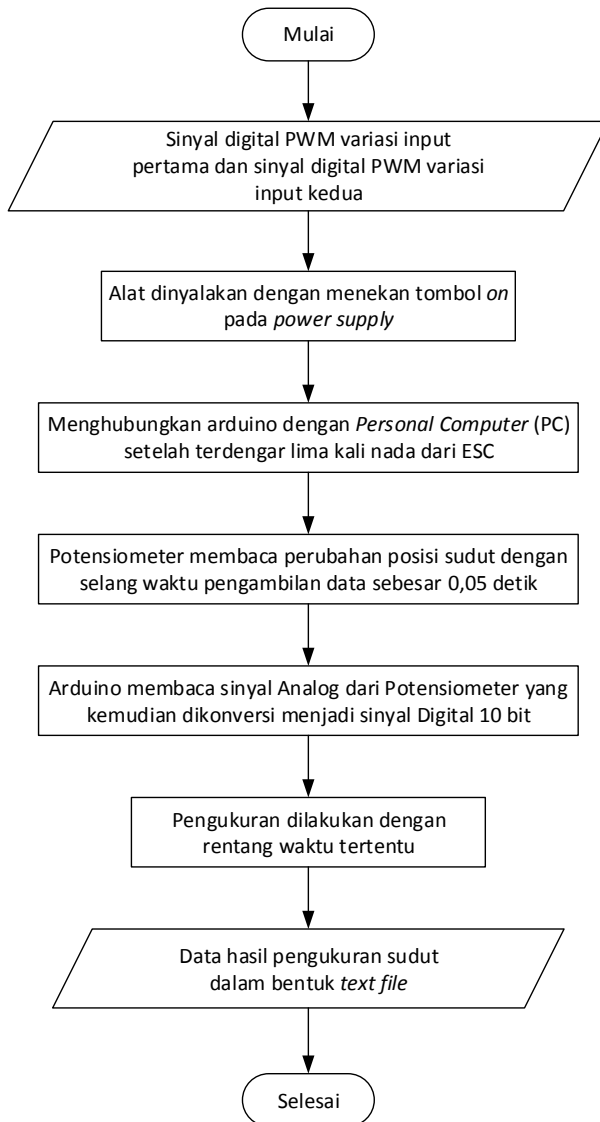 Mulai
Sinyal digital PWM variasi input
pertama dan sinyal digital PWM variasi
input kedua
Alat dinyalakan dengan menekan tombol on
pada power supply
Menghubungkan arduino dengan Personal Computer (PC)
setelah terdengar lima kali nada dari ESC
Potensiometer membaca perubahan posisi sudut dengan
selang waktu pengambilan data sebesar 0,05 detik
Arduino membaca sinyal Analog dari Potensiometer yang
kemudian dikonversi menjadi sinyal Digital 10 bit
Pengukuran dilakukan dengan
rentang waktu tertentu
Data hasil pengukuran sudut
dalam bentuk text file
Selesai